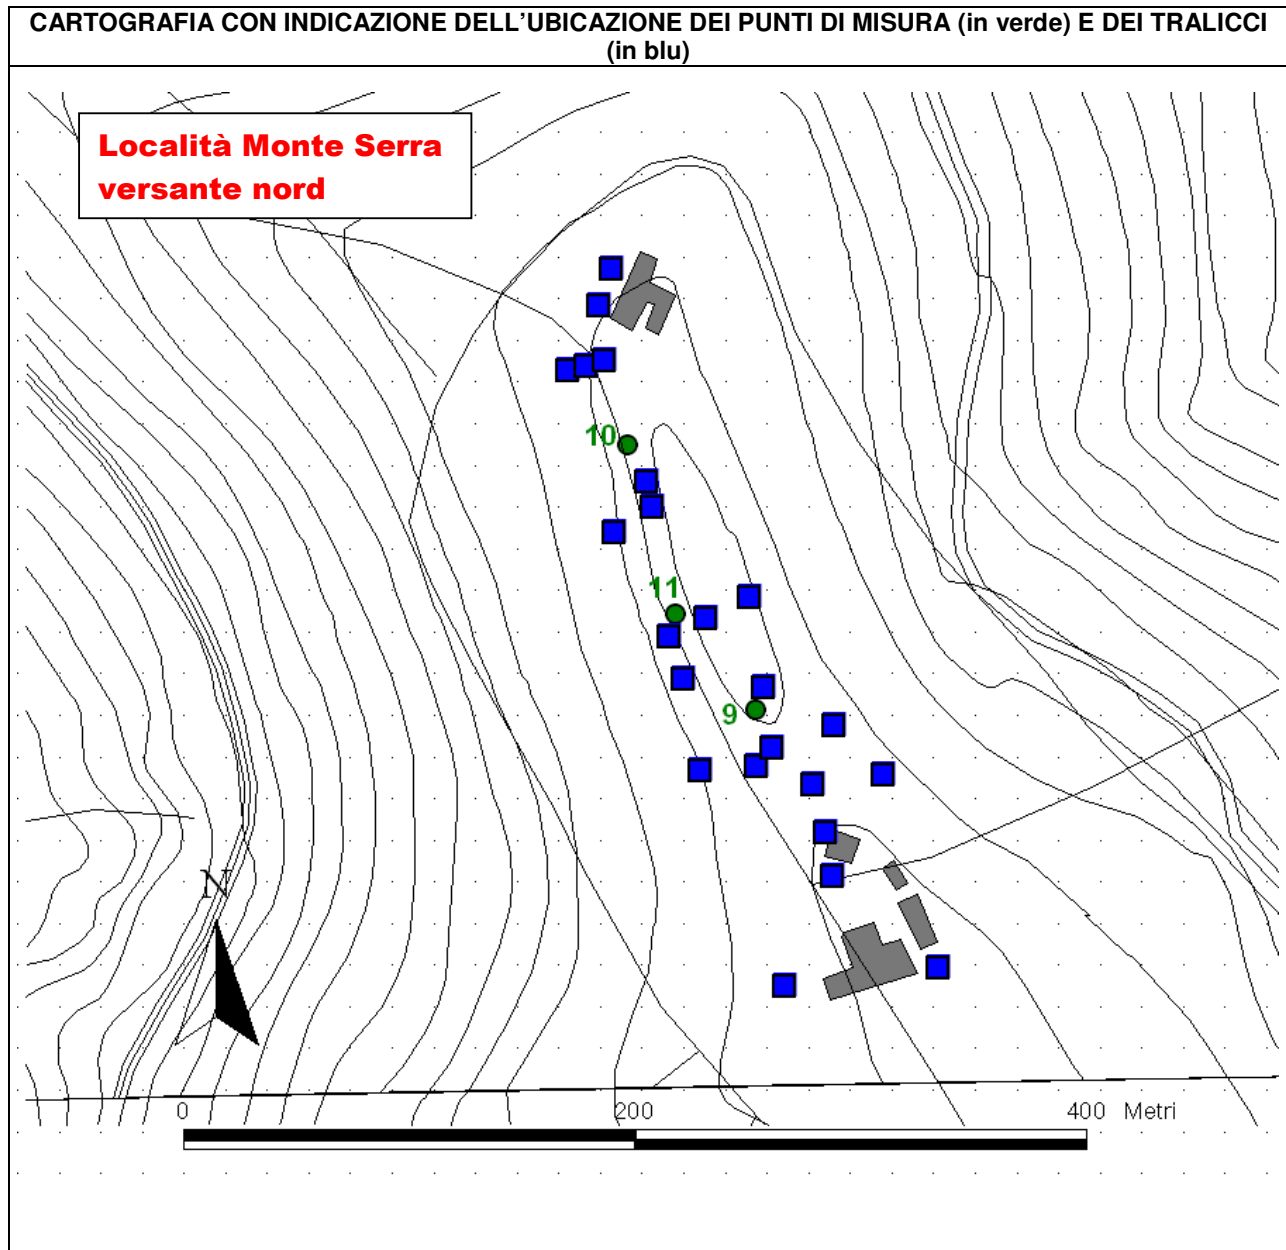 CARTOGRAFIA CON INDICAZIONE DELL’UBICAZIONE DEI PUNTI DI MISURA (in verde) E DEI TRALICCI
(in blu)
Località Monte Serra
versante nord
10
11
9
N
0 200 400 Metri